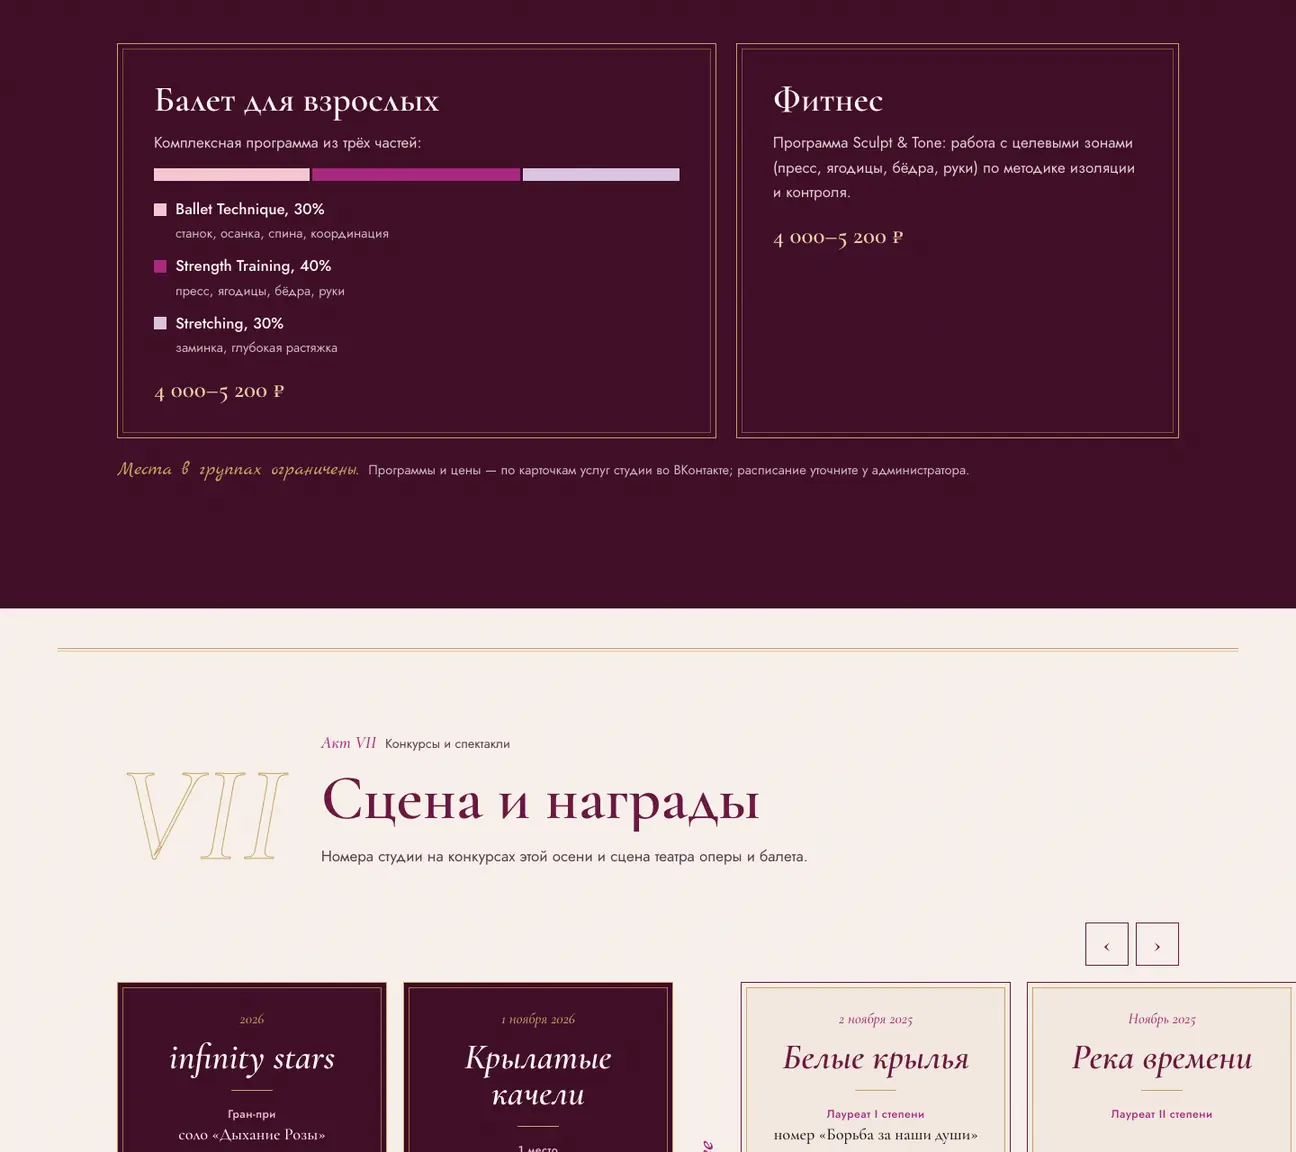 Балет для взрослых
Комплексная программа из трёх частей:
Ballet Technique, 30%
станок, осанка, спина, координация
Strength Training, 40%
пресс, ягодицы, бёдра, руки
Stretching, 30%
заминка, глубокая растяжка
4 000–5 200 ₽
Фитнес
Программа Sculpt & Tone: работа с целевыми зонами
(пресс, ягодицы, бёдра, руки) по методике изоляции
и контроля.
4 000–5 200 ₽
Места в группах ограничены. Программы и цены — по карточкам услуг студии во ВКонтакте; расписание уточните у администратора.
Акт VII Конкурсы и спектакли
VII
Сцена и награды
Номера студии на конкурсах этой осени и сцена театра оперы и балета.
‹ ›
2026
infinity stars
Гран-при
соло «Дыхание Розы»
1 ноября 2026
Крылатые
качели
1 место
2 ноября 2025
Белые крылья
Лауреат I степени
номер «Борьба за наши души»
Ноябрь 2025
Река времени
Лауреат II степени